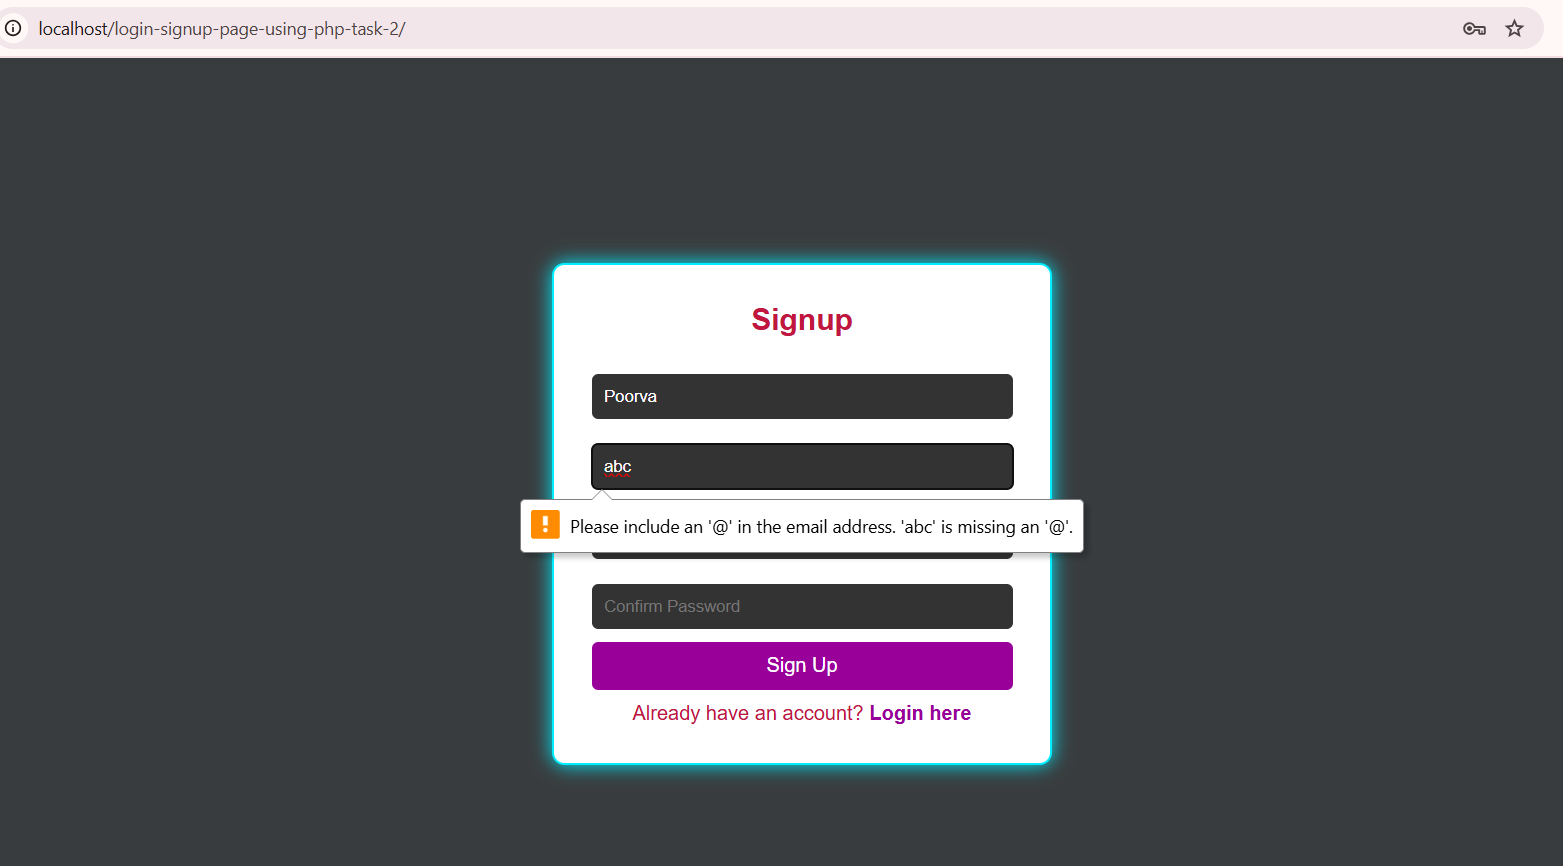 localhost/login-signup-page-using-php-task-2/
Signup
Poorva
abc
Please include an '@' in the email address. 'abc' is missing an '@'.
Confirm Password
Sign Up
Already have an account? Login here